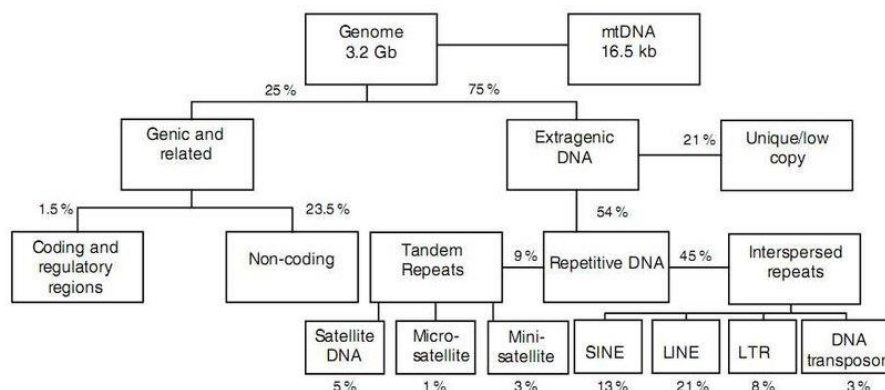 Genome
3.2 Gb
mtDNA
16.5 kb
25 %
75 %
Genic and
related
Extragenic
DNA
21 %
Unique/low
copy
1.5 %
23.5 %
54 %
Coding and
regulatory
regions
Non-coding
Tandem
Repeats
9 %
Repetitive DNA
45 %
Interspersed
repeats
Satellite
DNA
Micro-
satellite
Mini-
satellite
SINE
LINE
LTR
DNA
transposon
5 %
1 %
3 %
13 %
21 %
8 %
3 %